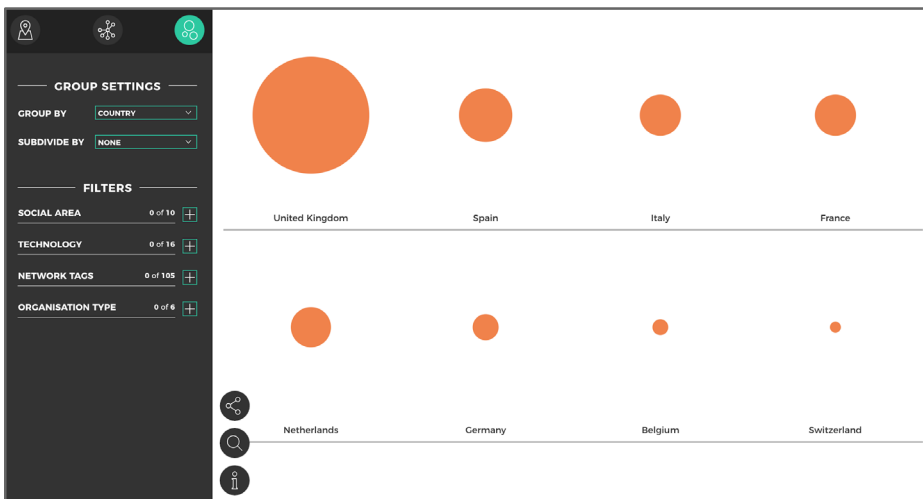 GROUP SETTINGS
GROUP BY COUNTRY
SUBDIVIDE BY NONE
FILTERS
SOCIAL AREA 0 of 10
TECHNOLOGY 0 of 16
NETWORK TAGS 0 of 105
ORGANISATION TYPE 0 of 6
United Kingdom Spain Italy France
Netherlands Germany Belgium Switzerland